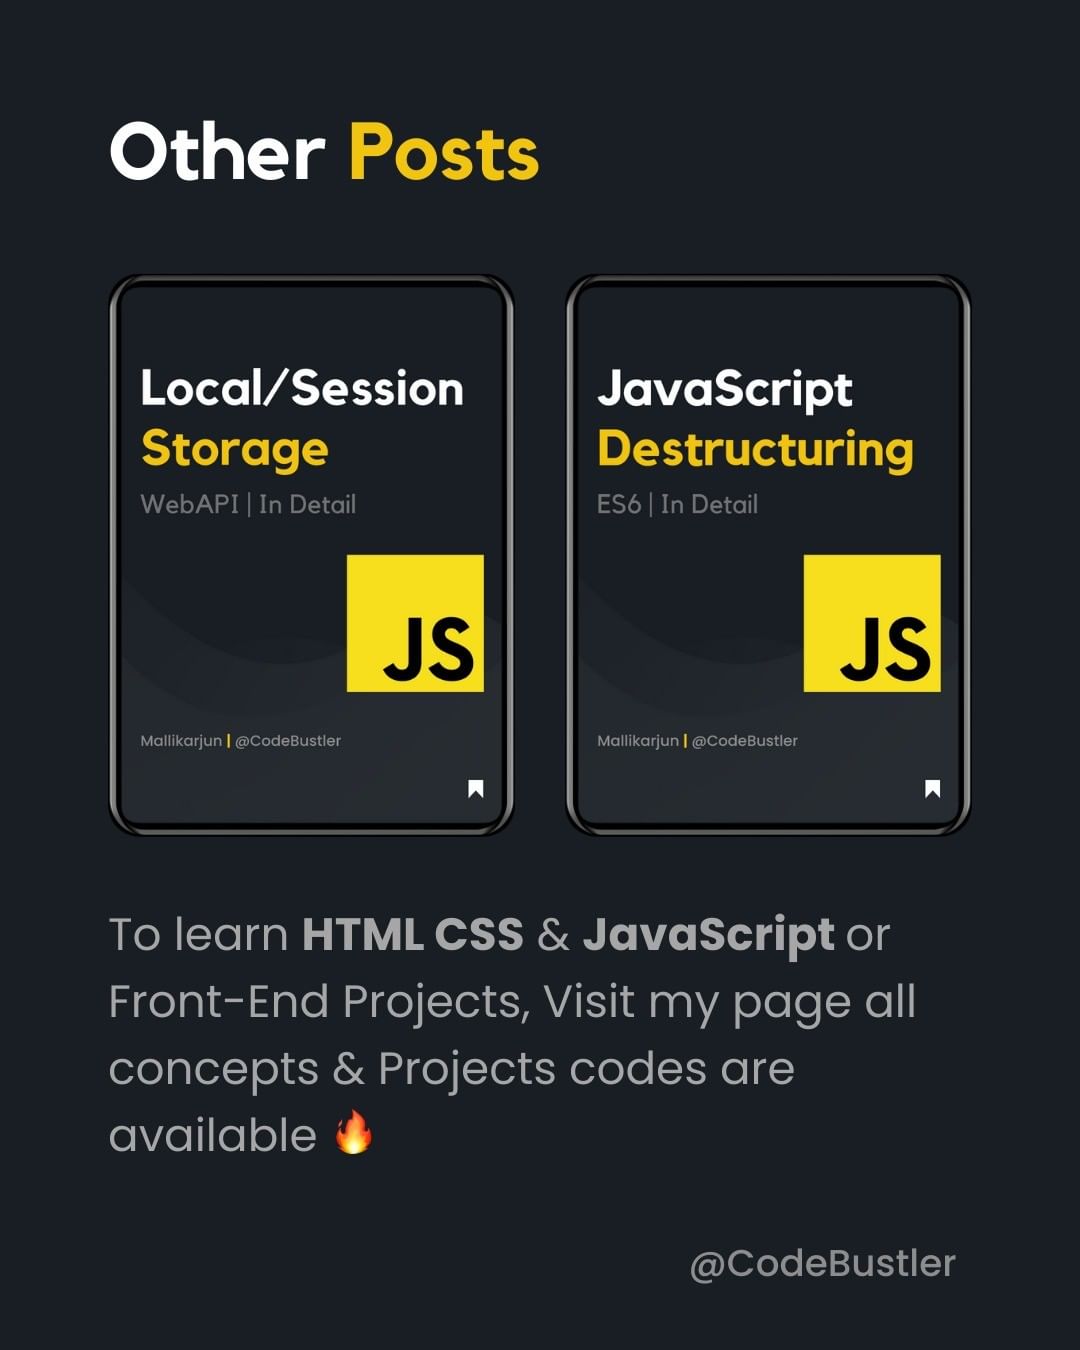 Other Posts
Local/Session
Storage
WebAPI | In Detail
JS
Mallikarjun | @CodeBustler
JavaScript
Destructuring
ES6 | In Detail
JS
Mallikarjun | @CodeBustler
To learn HTML CSS & JavaScript or
Front-End Projects, Visit my page all
concepts & Projects codes are
available 🔥
@CodeBustler